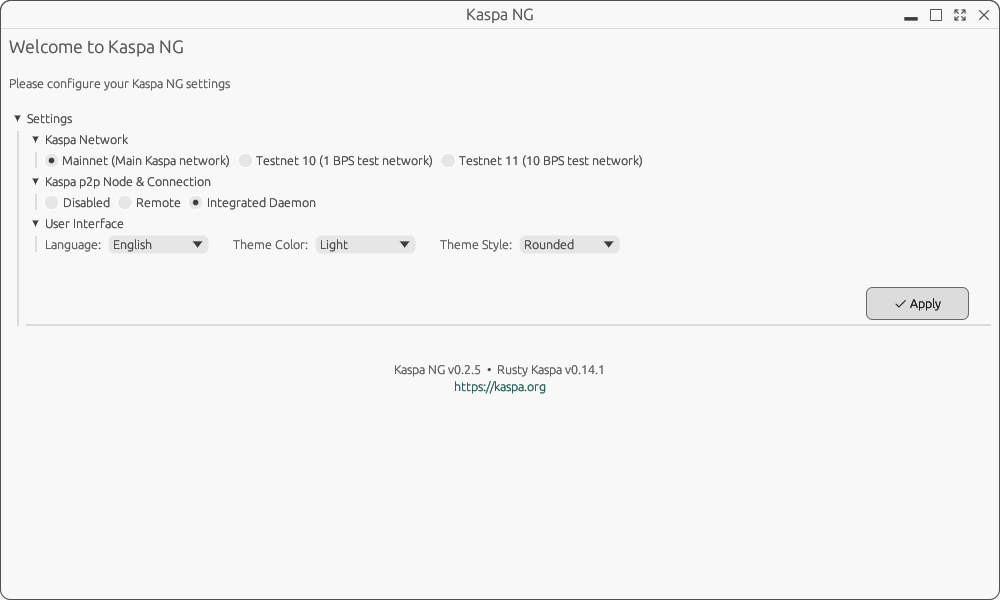 Kaspa NG
Welcome to Kaspa NG
Please configure your Kaspa NG settings
Settings
Kaspa Network
Mainnet (Main Kaspa network) Testnet 10 (1 BPS test network) Testnet 11 (10 BPS test network)
Kaspa p2p Node & Connection
Disabled Remote Integrated Daemon
User Interface
Language: English Theme Color: Light Theme Style: Rounded
Apply
Kaspa NG v0.2.5 • Rusty Kaspa v0.14.1
https://kaspa.org